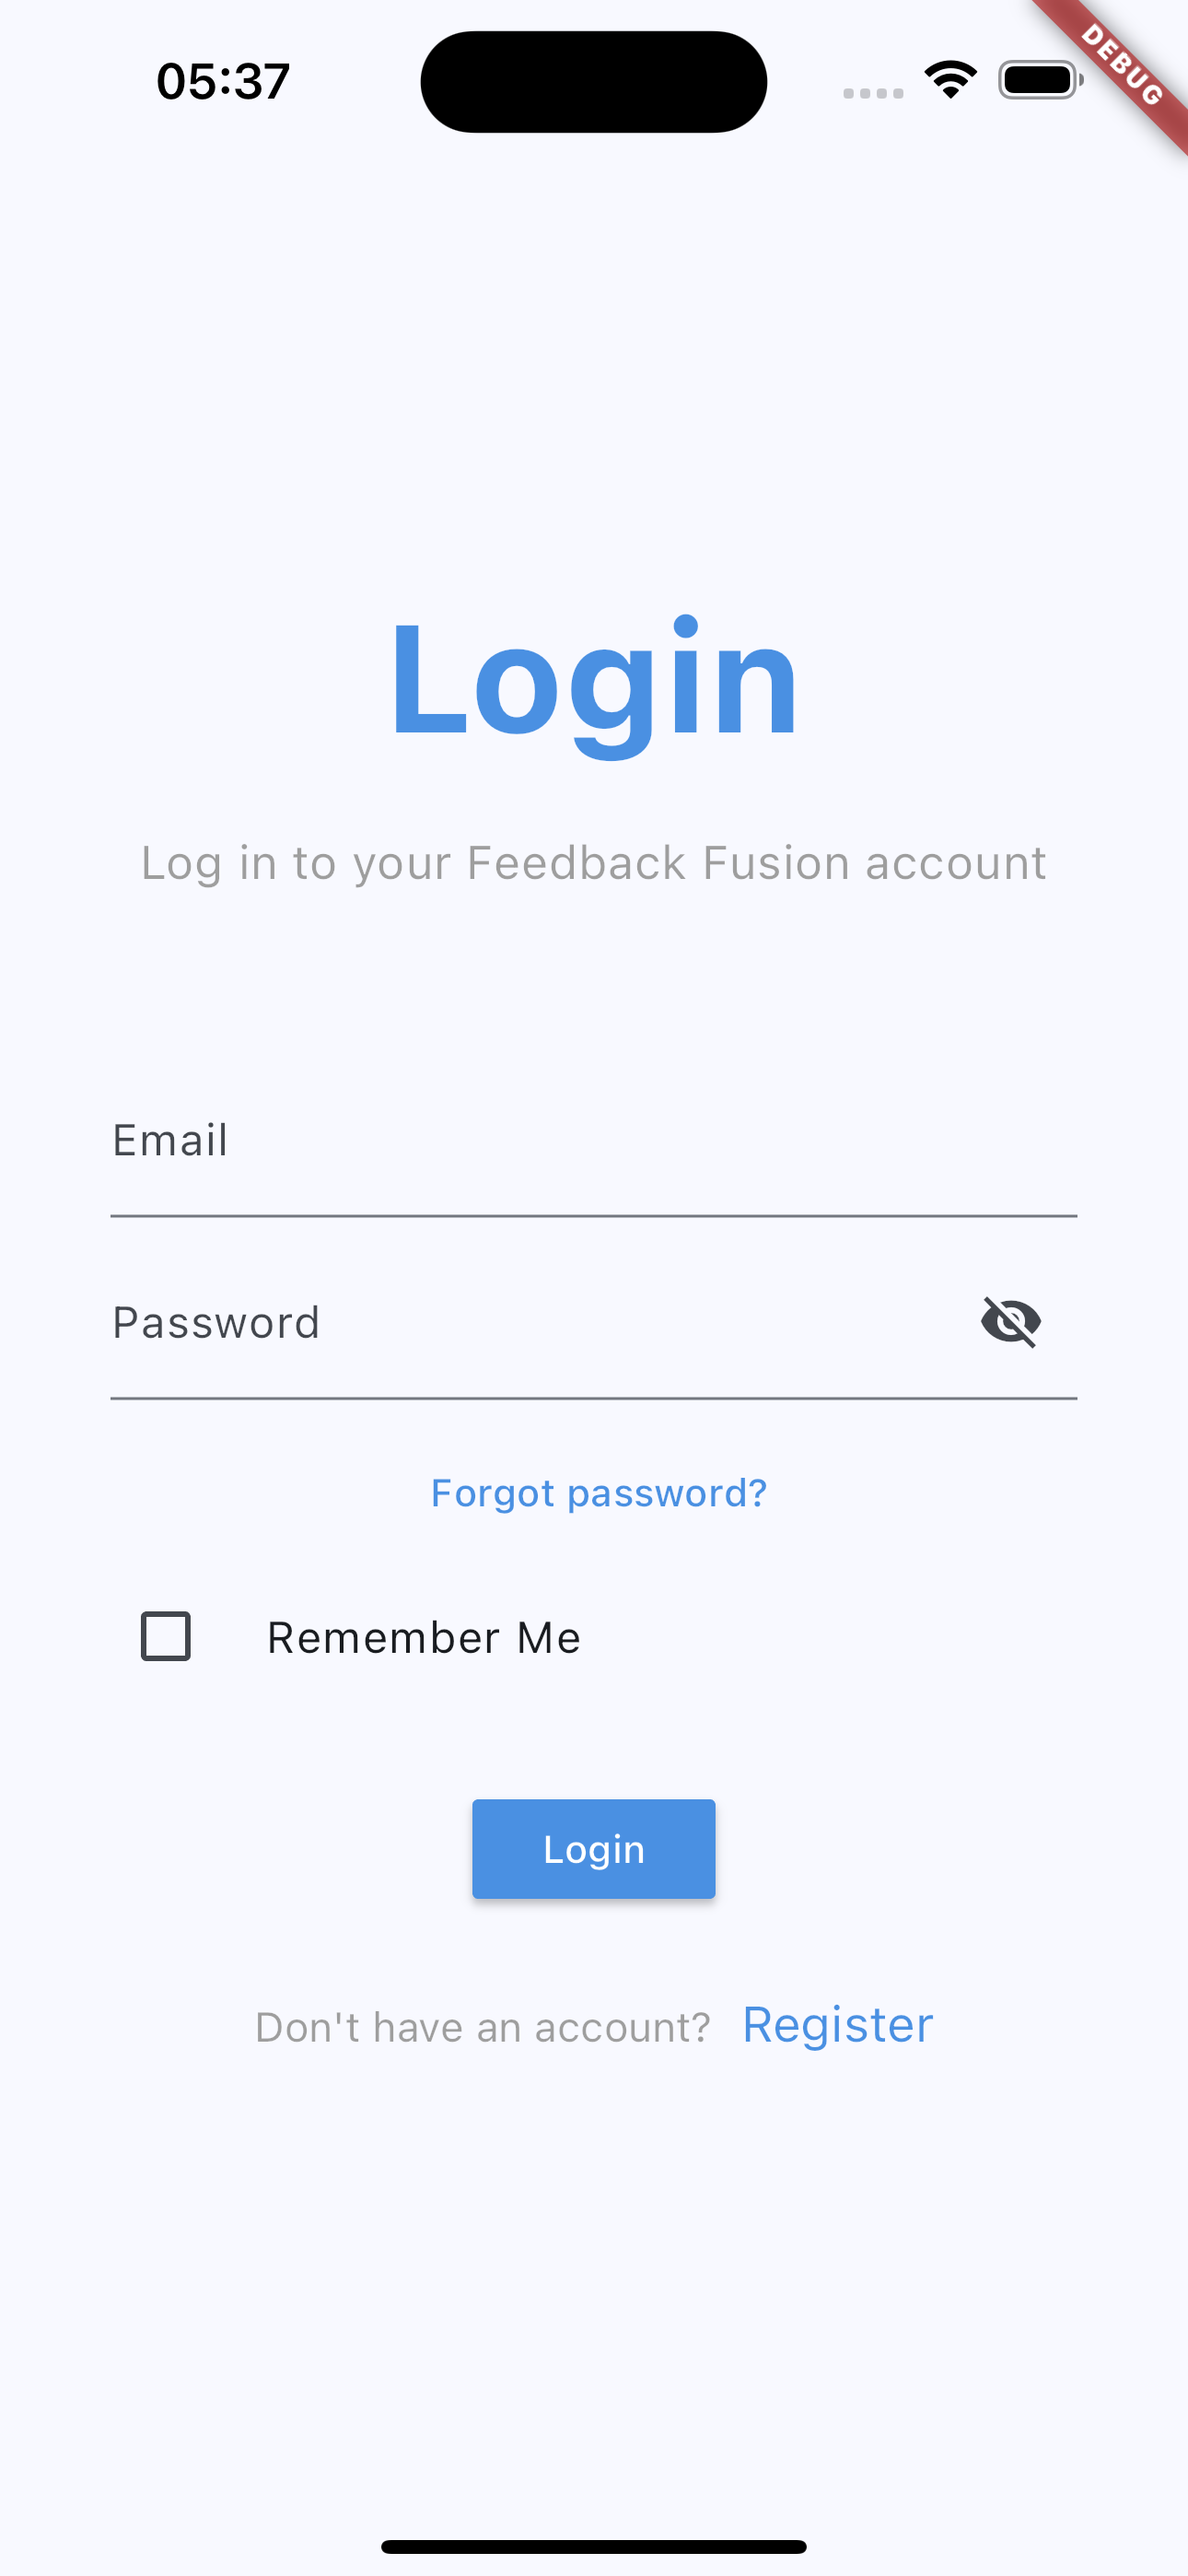 05:37
DEBUG
Login
Log in to your Feedback Fusion account
Email
Password
Forgot password?
Remember Me
Login
Don't have an account? Register